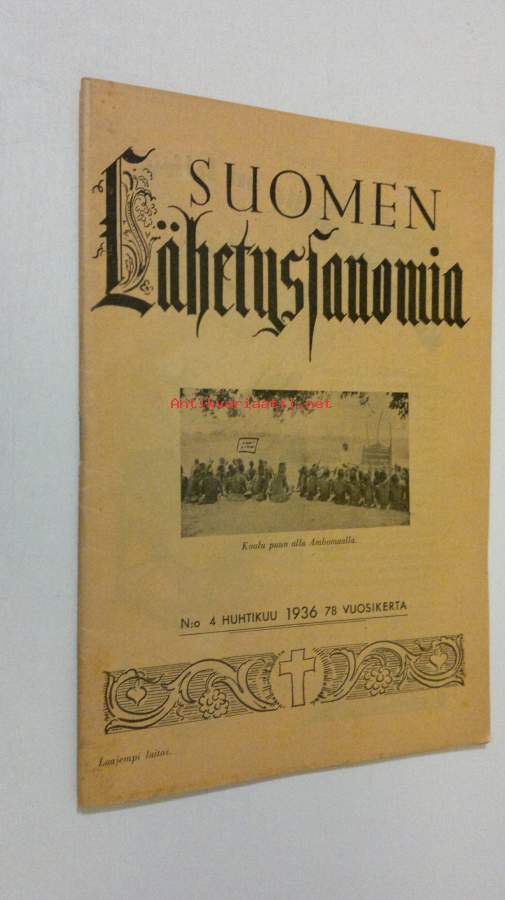 SUOMEN
Lähetyssanomia
Antikvariaatti.net
Koulu puun alla Ambomaalla.
N:o 4 HUHTIKUU 1936 78 VUOSIKERTA
Laajempi laitos.